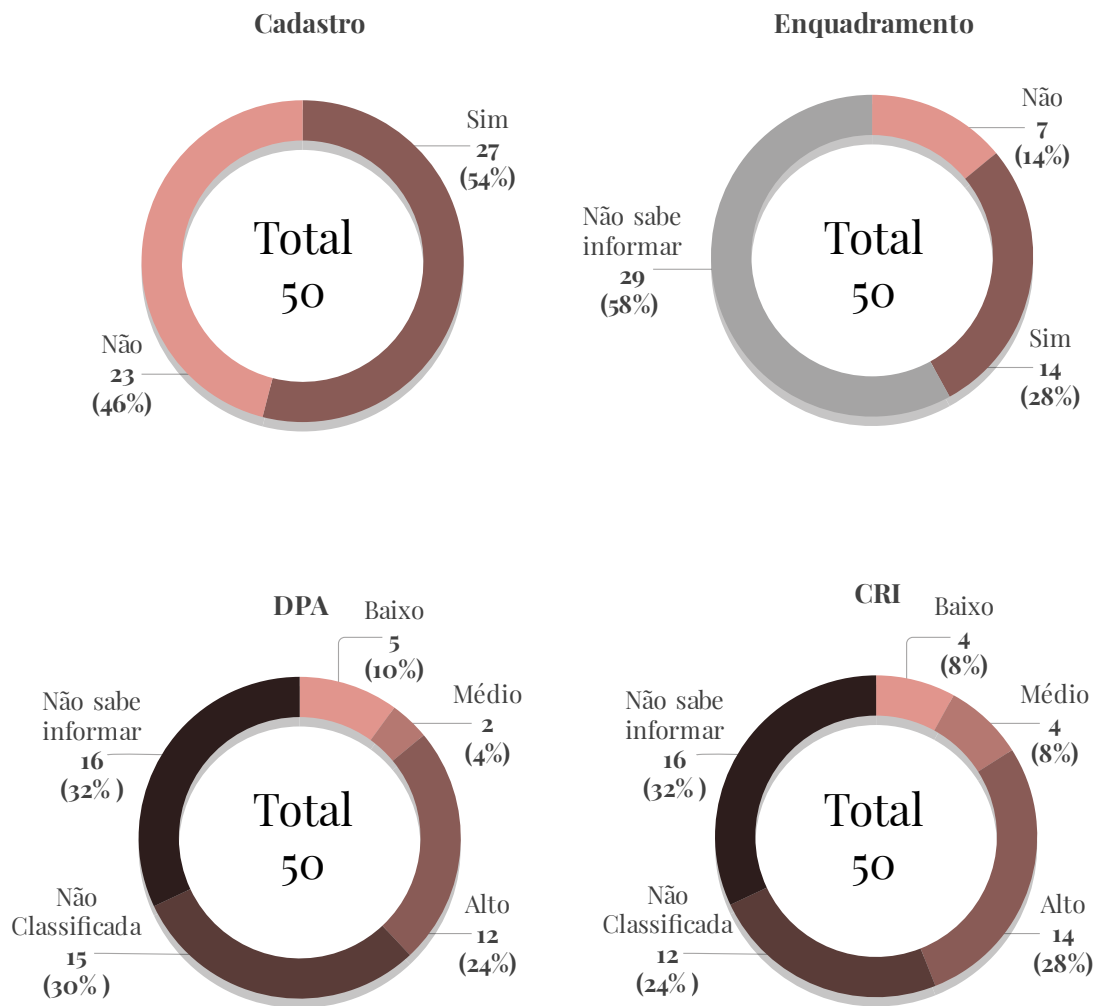 Cadastro
Sim
27
(54%)
Total
50
Não
23
(46%)
Enquadramento
Não
7
(14%)
Não sabe
informar
29
(58%)
Total
50
Sim
14
(28%)
DPA
Baixo
5
(10%)
Médio
2
(4%)
Não sabe
informar
16
(32% )
Total
50
Alto
12
(24%)
Não
Classificada
15
(30% )
CRI
Baixo
4
(8%)
Médio
4
(8%)
Não sabe
informar
16
(32% )
Total
50
Alto
14
(28%)
Não
Classificada
12
(24% )